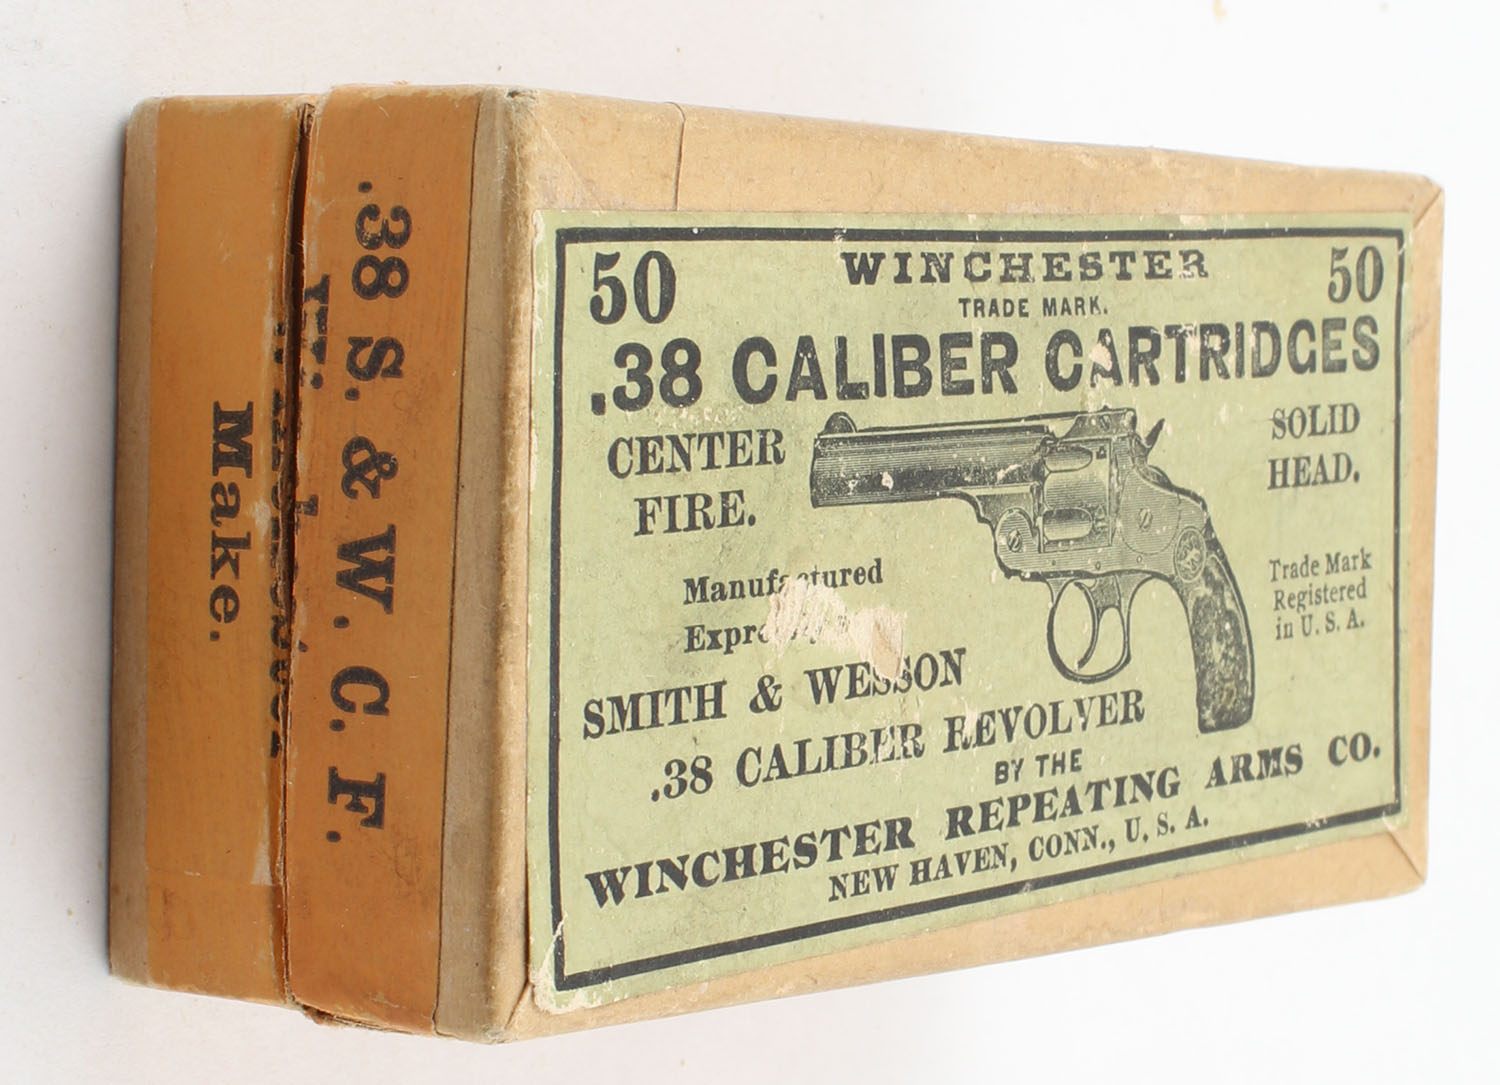 50 WINCHESTER 50
TRADE MARK.
.38 CALIBER CARTRIDGES
CENTER
FIRE.
SOLID
HEAD.
Manufactured
Trade Mark
Registered
in U. S. A.
SMITH & WESSON
.38 CALIBER REVOLVER
BY THE
WINCHESTER REPEATING ARMS CO.
NEW HAVEN, CONN., U. S. A.
.38 S. & W. C. F.
Make.